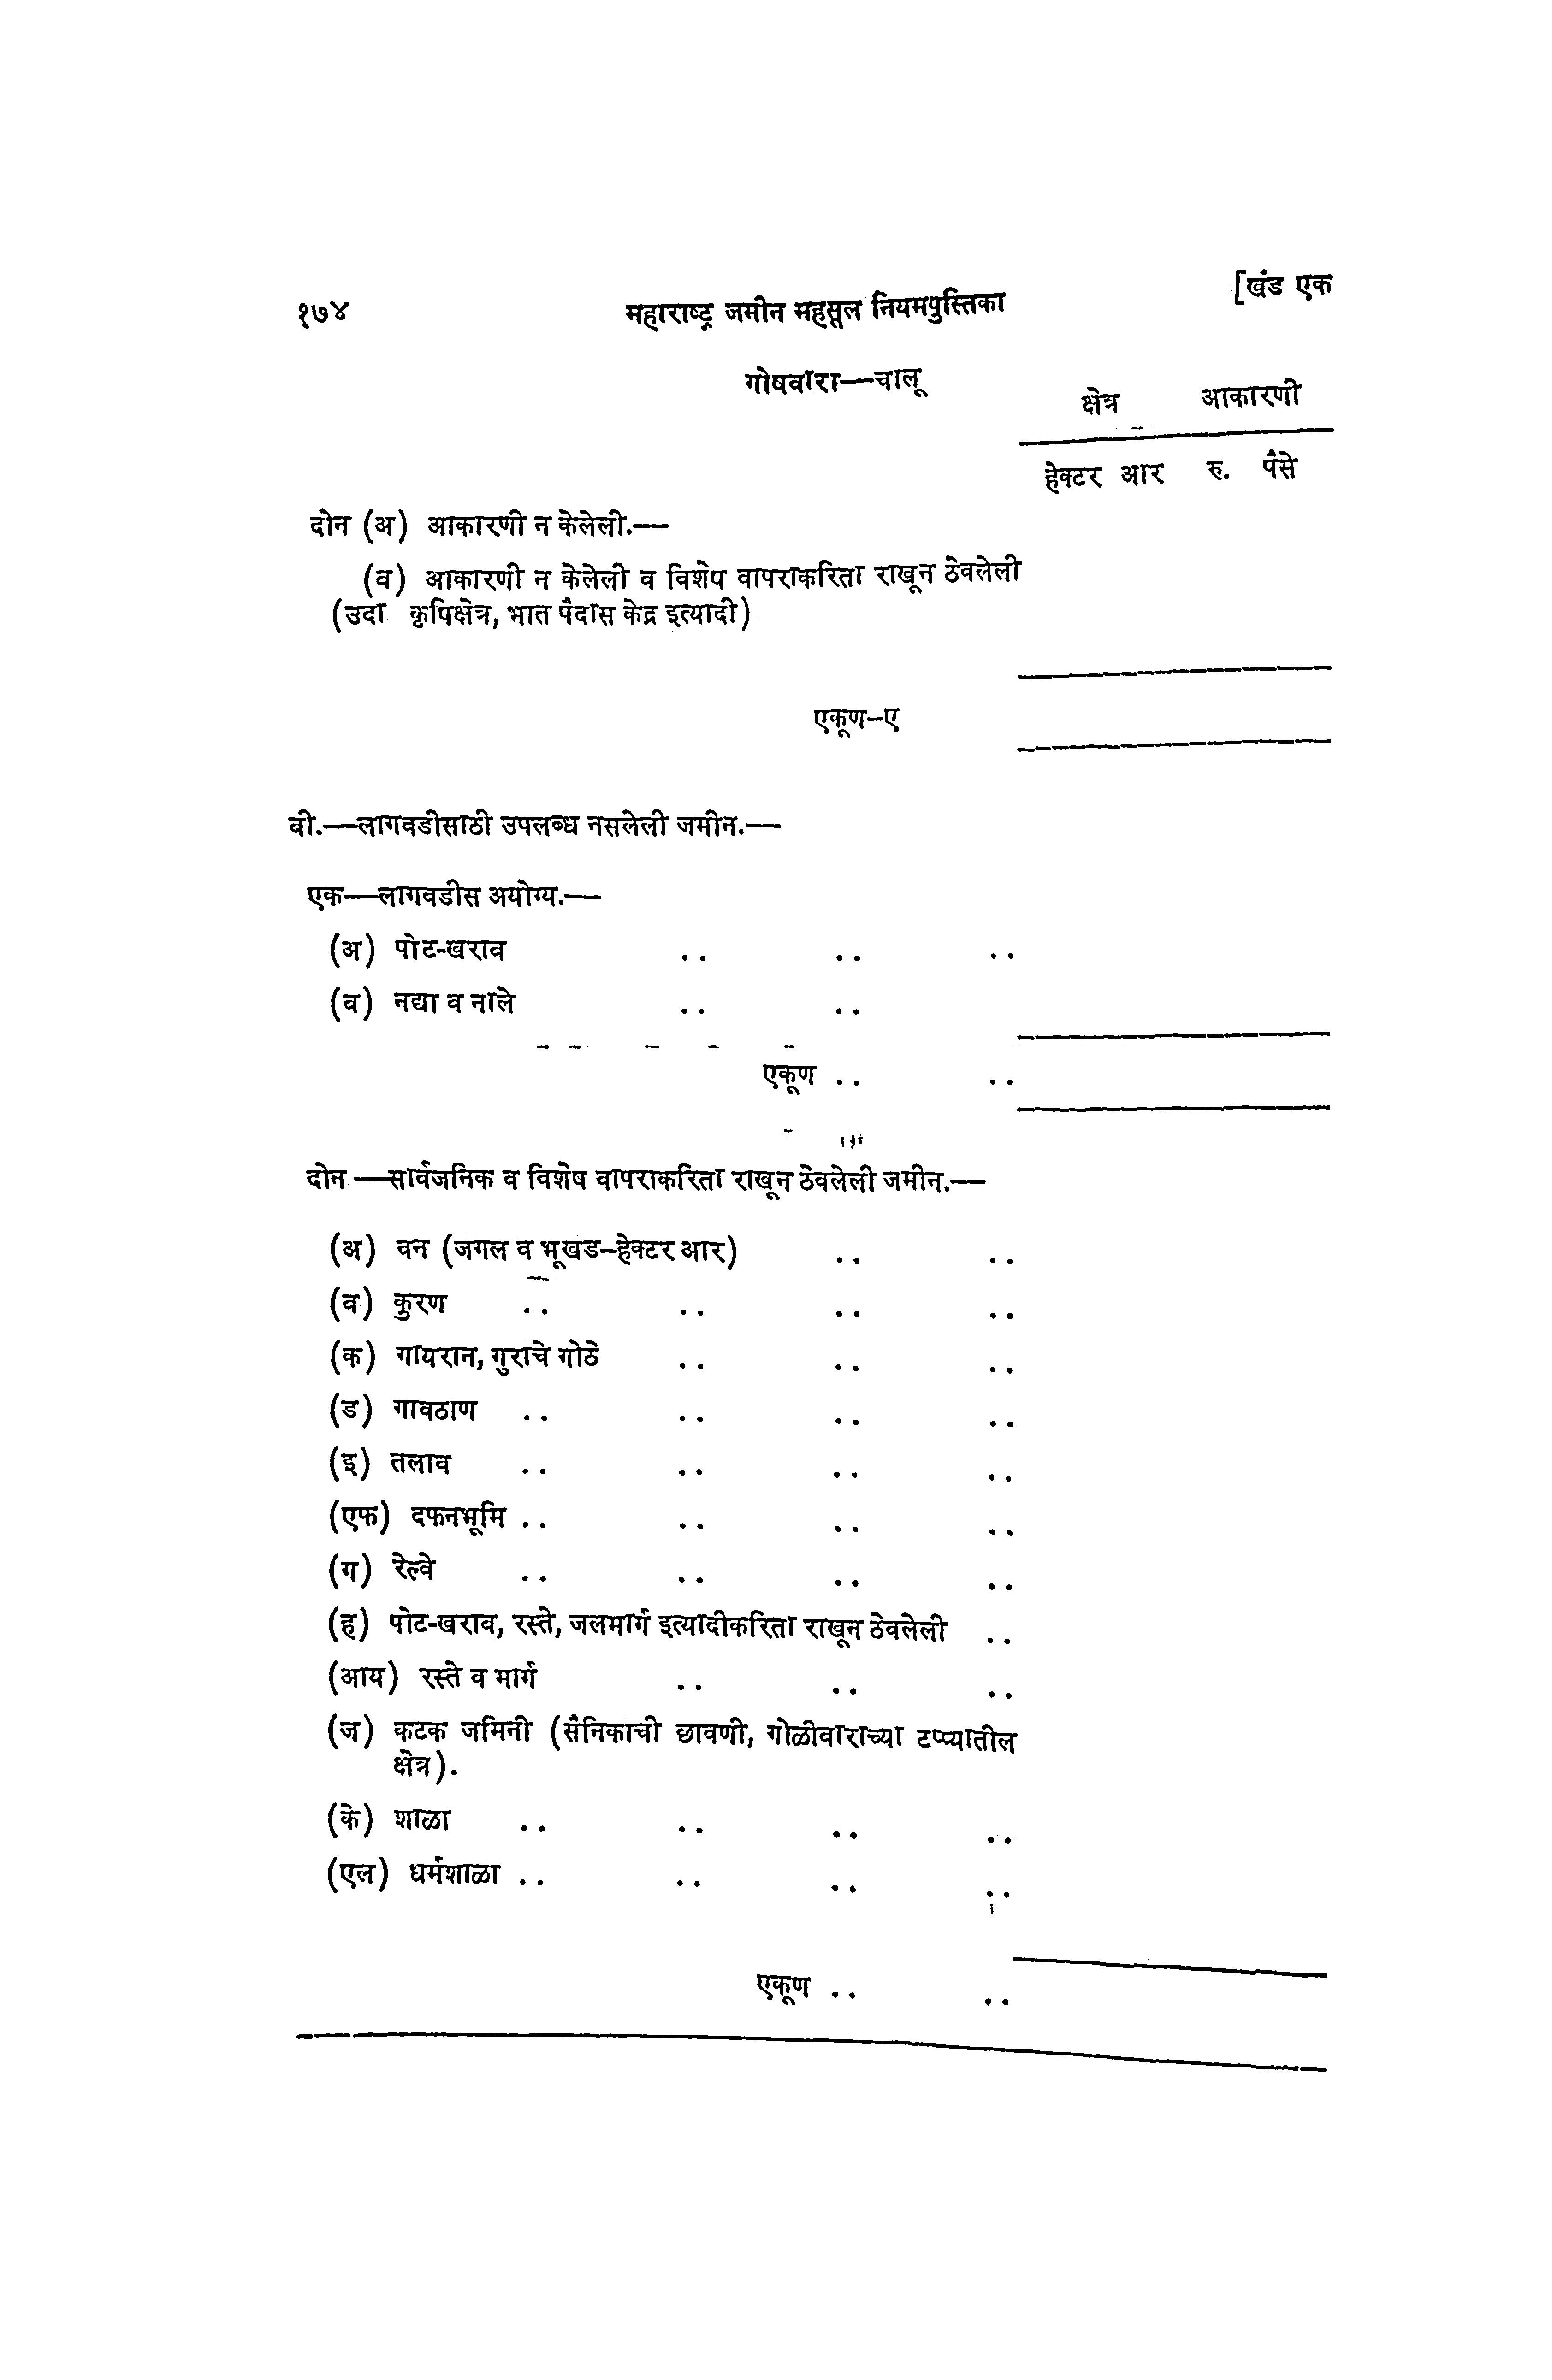 १७४ महाराष्ट्र जमीन महसूल नियमपुस्तिका [खंड एक
गोषवारा—चालू
क्षेत्र आकारणी
हेक्टर आर रु. पैसे
दोन (अ) आकारणी न केलेली.—
(व) आकारणी न केलेली व विशेप वापराकरिता राखून ठेवलेली
(उदा कृपिक्षेत्र, भात पैदास केद्र इत्यादी)
एकूण–ए
वी.—लागवडीसाठी उपलब्ध नसलेली जमीन.—
एक—लागवडीस अयोग्य.—
(अ) पोट-खराव .. .. ..
(व) नद्या व नाले .. ..
एकूण .. ..
दोन —सार्वजनिक व विशेष वापराकरिता राखून ठेवलेली जमीन.—
(अ) वन (जगल व भूखड–हेक्टर आर) .. ..
(व) कुरण .. .. .. ..
(क) गायरान, गुराचे गोठे .. .. ..
(ड) गावठाण .. .. .. ..
(इ) तलाव .. .. .. ..
(एफ) दफनभूमि .. .. .. ..
(ग) रेल्वे .. .. .. ..
(ह) पोट-खराव, रस्ते, जलमार्ग इत्यादीकरिता राखून ठेवलेली ..
(आय) रस्ते व मार्ग .. .. ..
(ज) कटक जमिनी (सैनिकाची छावणी, गोळीवाराच्या टप्प्यातील
क्षेत्र).
(के) शाळा .. .. .. ..
(एल) धर्मशाळा .. .. .. ..
एकूण .. ..